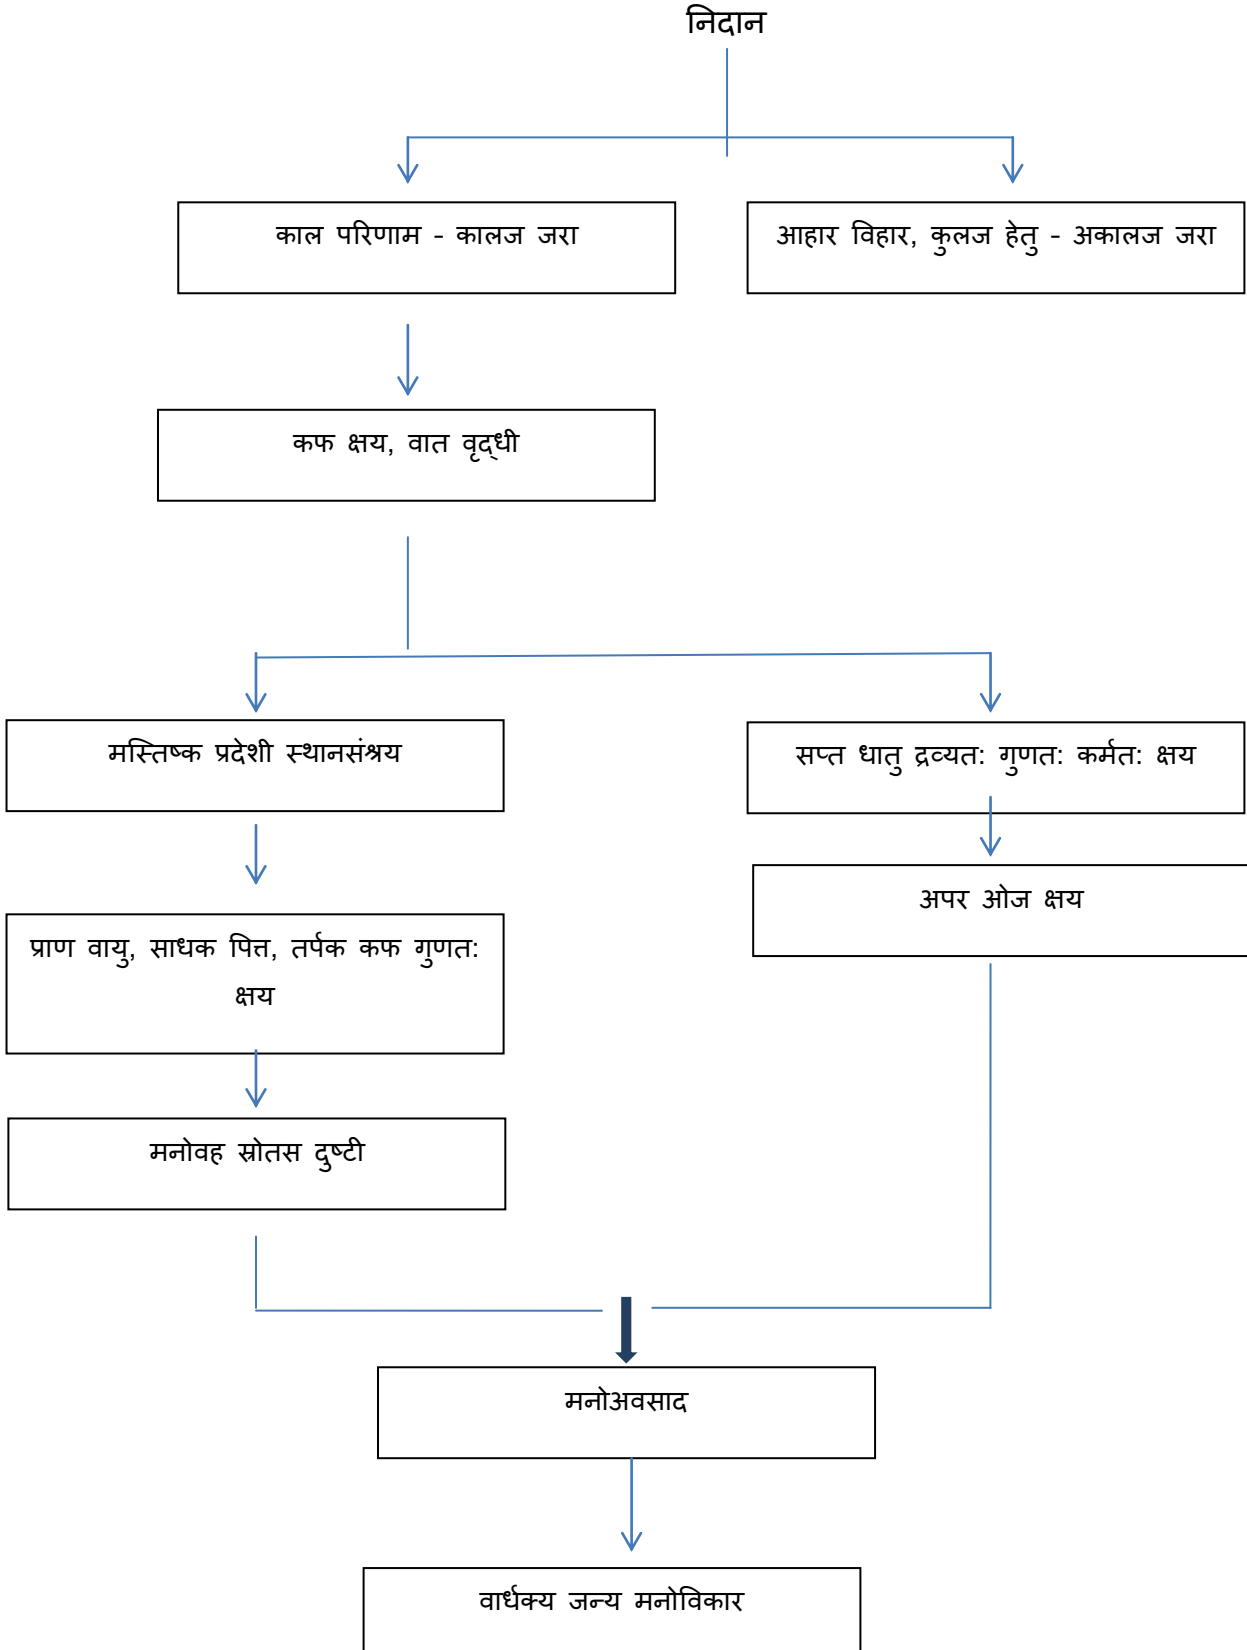 निदान
काल परिणाम - कालज जरा
आहार विहार, कुलज हेतु - अकालज जरा
कफ क्षय, वात वृद्‍धी
मस्तिष्क प्रदेशी स्थानसंश्रय
सप्त धातु द्रव्यत: गुणत: कर्मत: क्षय
अपर ओज क्षय
प्राण वायु, साधक पित्त, तर्पक कफ गुणत:
क्षय
मनोवह स्रोतस दुष्टी
मनोअवसाद
वार्धक्य जन्य मनोविकार